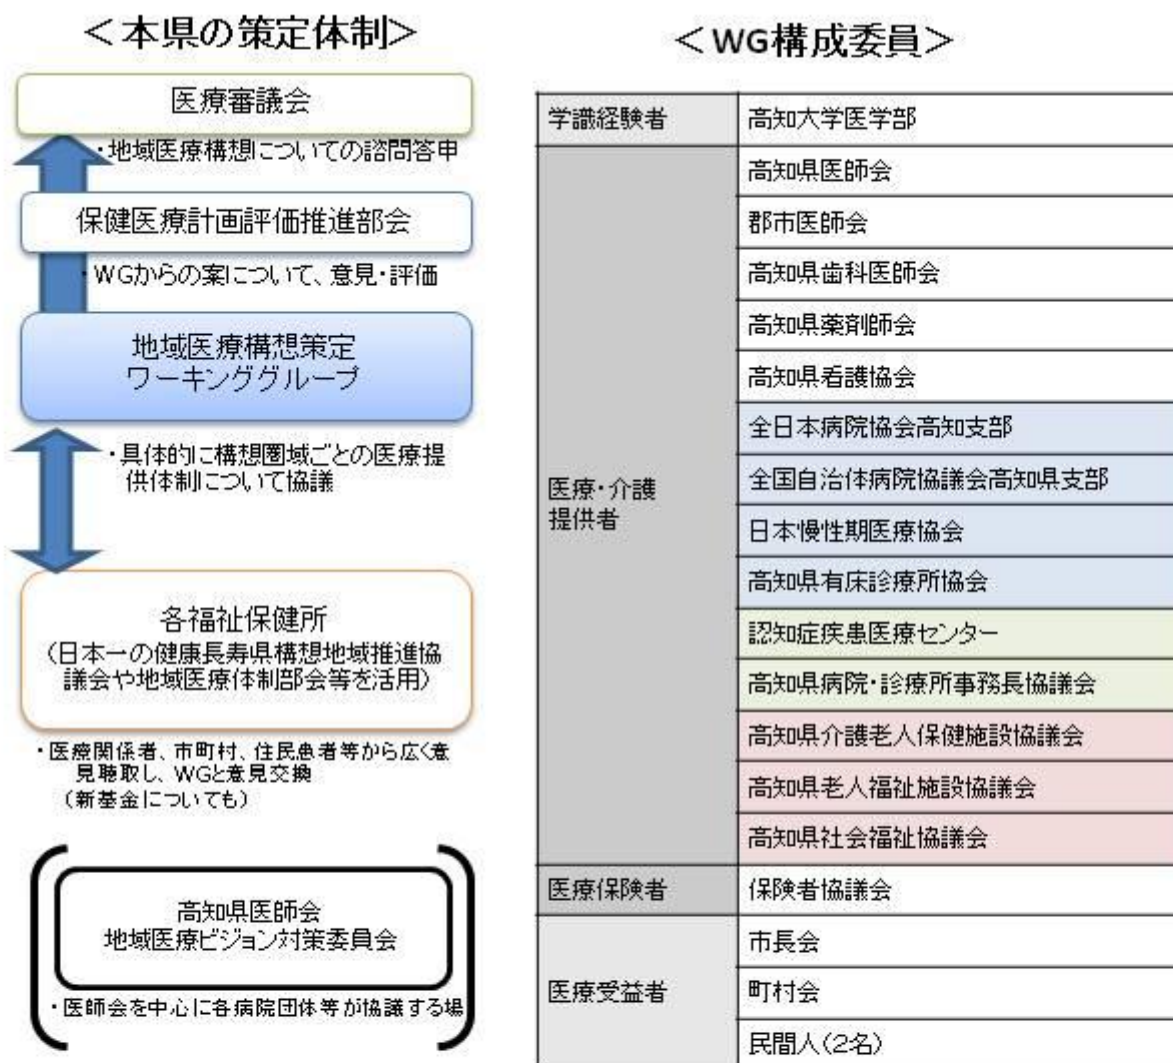 ＜本県の策定体制＞
医療審議会
・地域医療構想についての諮問答申
保健医療計画評価推進部会
・WGからの案について、意見・評価
地域医療構想策定
ワーキンググループ
・具体的に構想圏域ごとの医療提
供体制について協議
各福祉保健所
（日本一の健康長寿県構想地域推進協
議会や地域医療体制部会等を活用）
・医療関係者、市町村、住民患者等から広く意
見聴取し、WGと意見交換
（新基金についても）
高知県医師会
地域医療ビジョン対策委員会
・医師会を中心に各病院団体等が協議する場
＜WG構成委員＞
学識経験者
高知大学医学部
医療・介護
提供者
高知県医師会
郡市医師会
高知県歯科医師会
高知県薬剤師会
高知県看護協会
全日本病院協会高知支部
全国自治体病院協議会高知県支部
日本慢性期医療協会
高知県有床診療所協会
認知症疾患医療センター
高知県病院・診療所事務長協議会
高知県介護老人保健施設協議会
高知県老人福祉施設協議会
高知県社会福祉協議会
医療保険者
保険者協議会
医療受益者
市長会
町村会
民間人（2名）